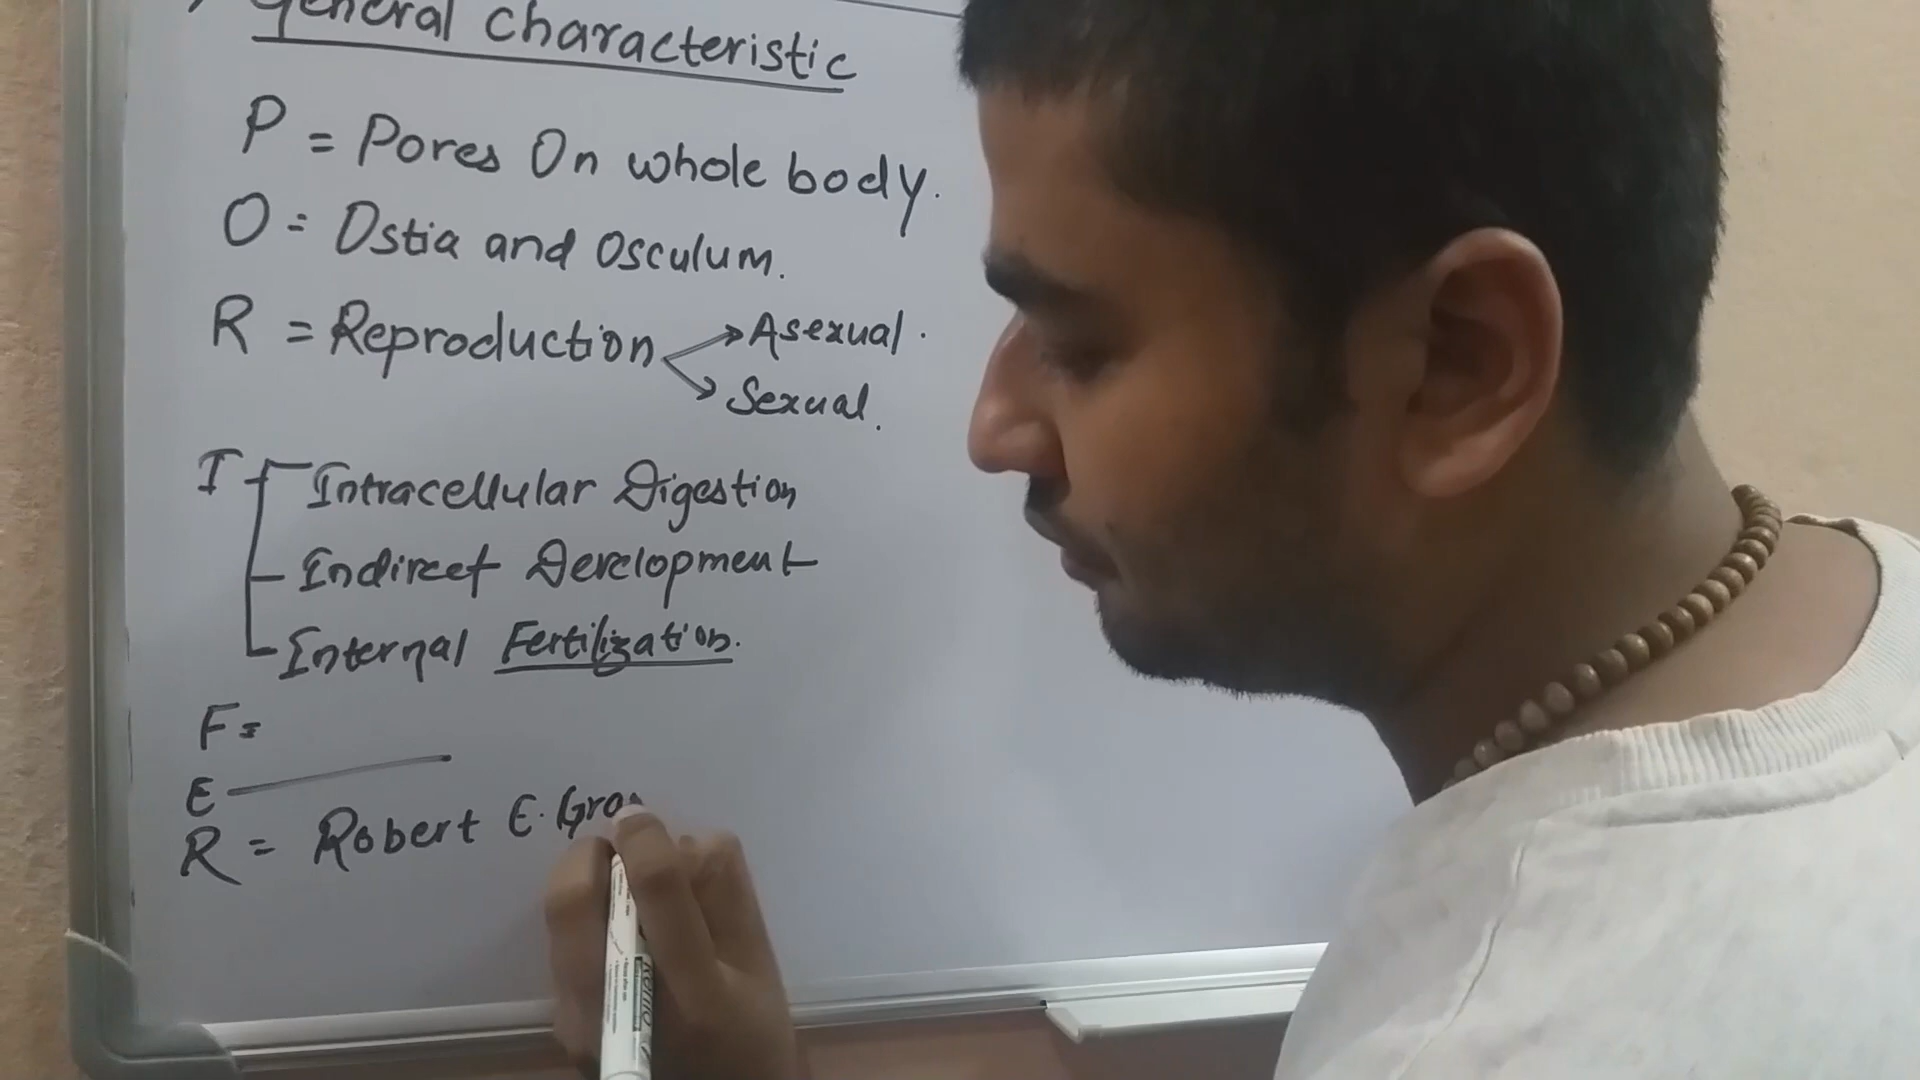 General characteristic
P = Pores On whole body.
O = Ostia and Osculum.
R = Reproduction → Asexual.
→ Sexual.
I Intracellular Digestion
Indirect Development
Internal Fertilization.
F =
E
R = Robert E. Gra